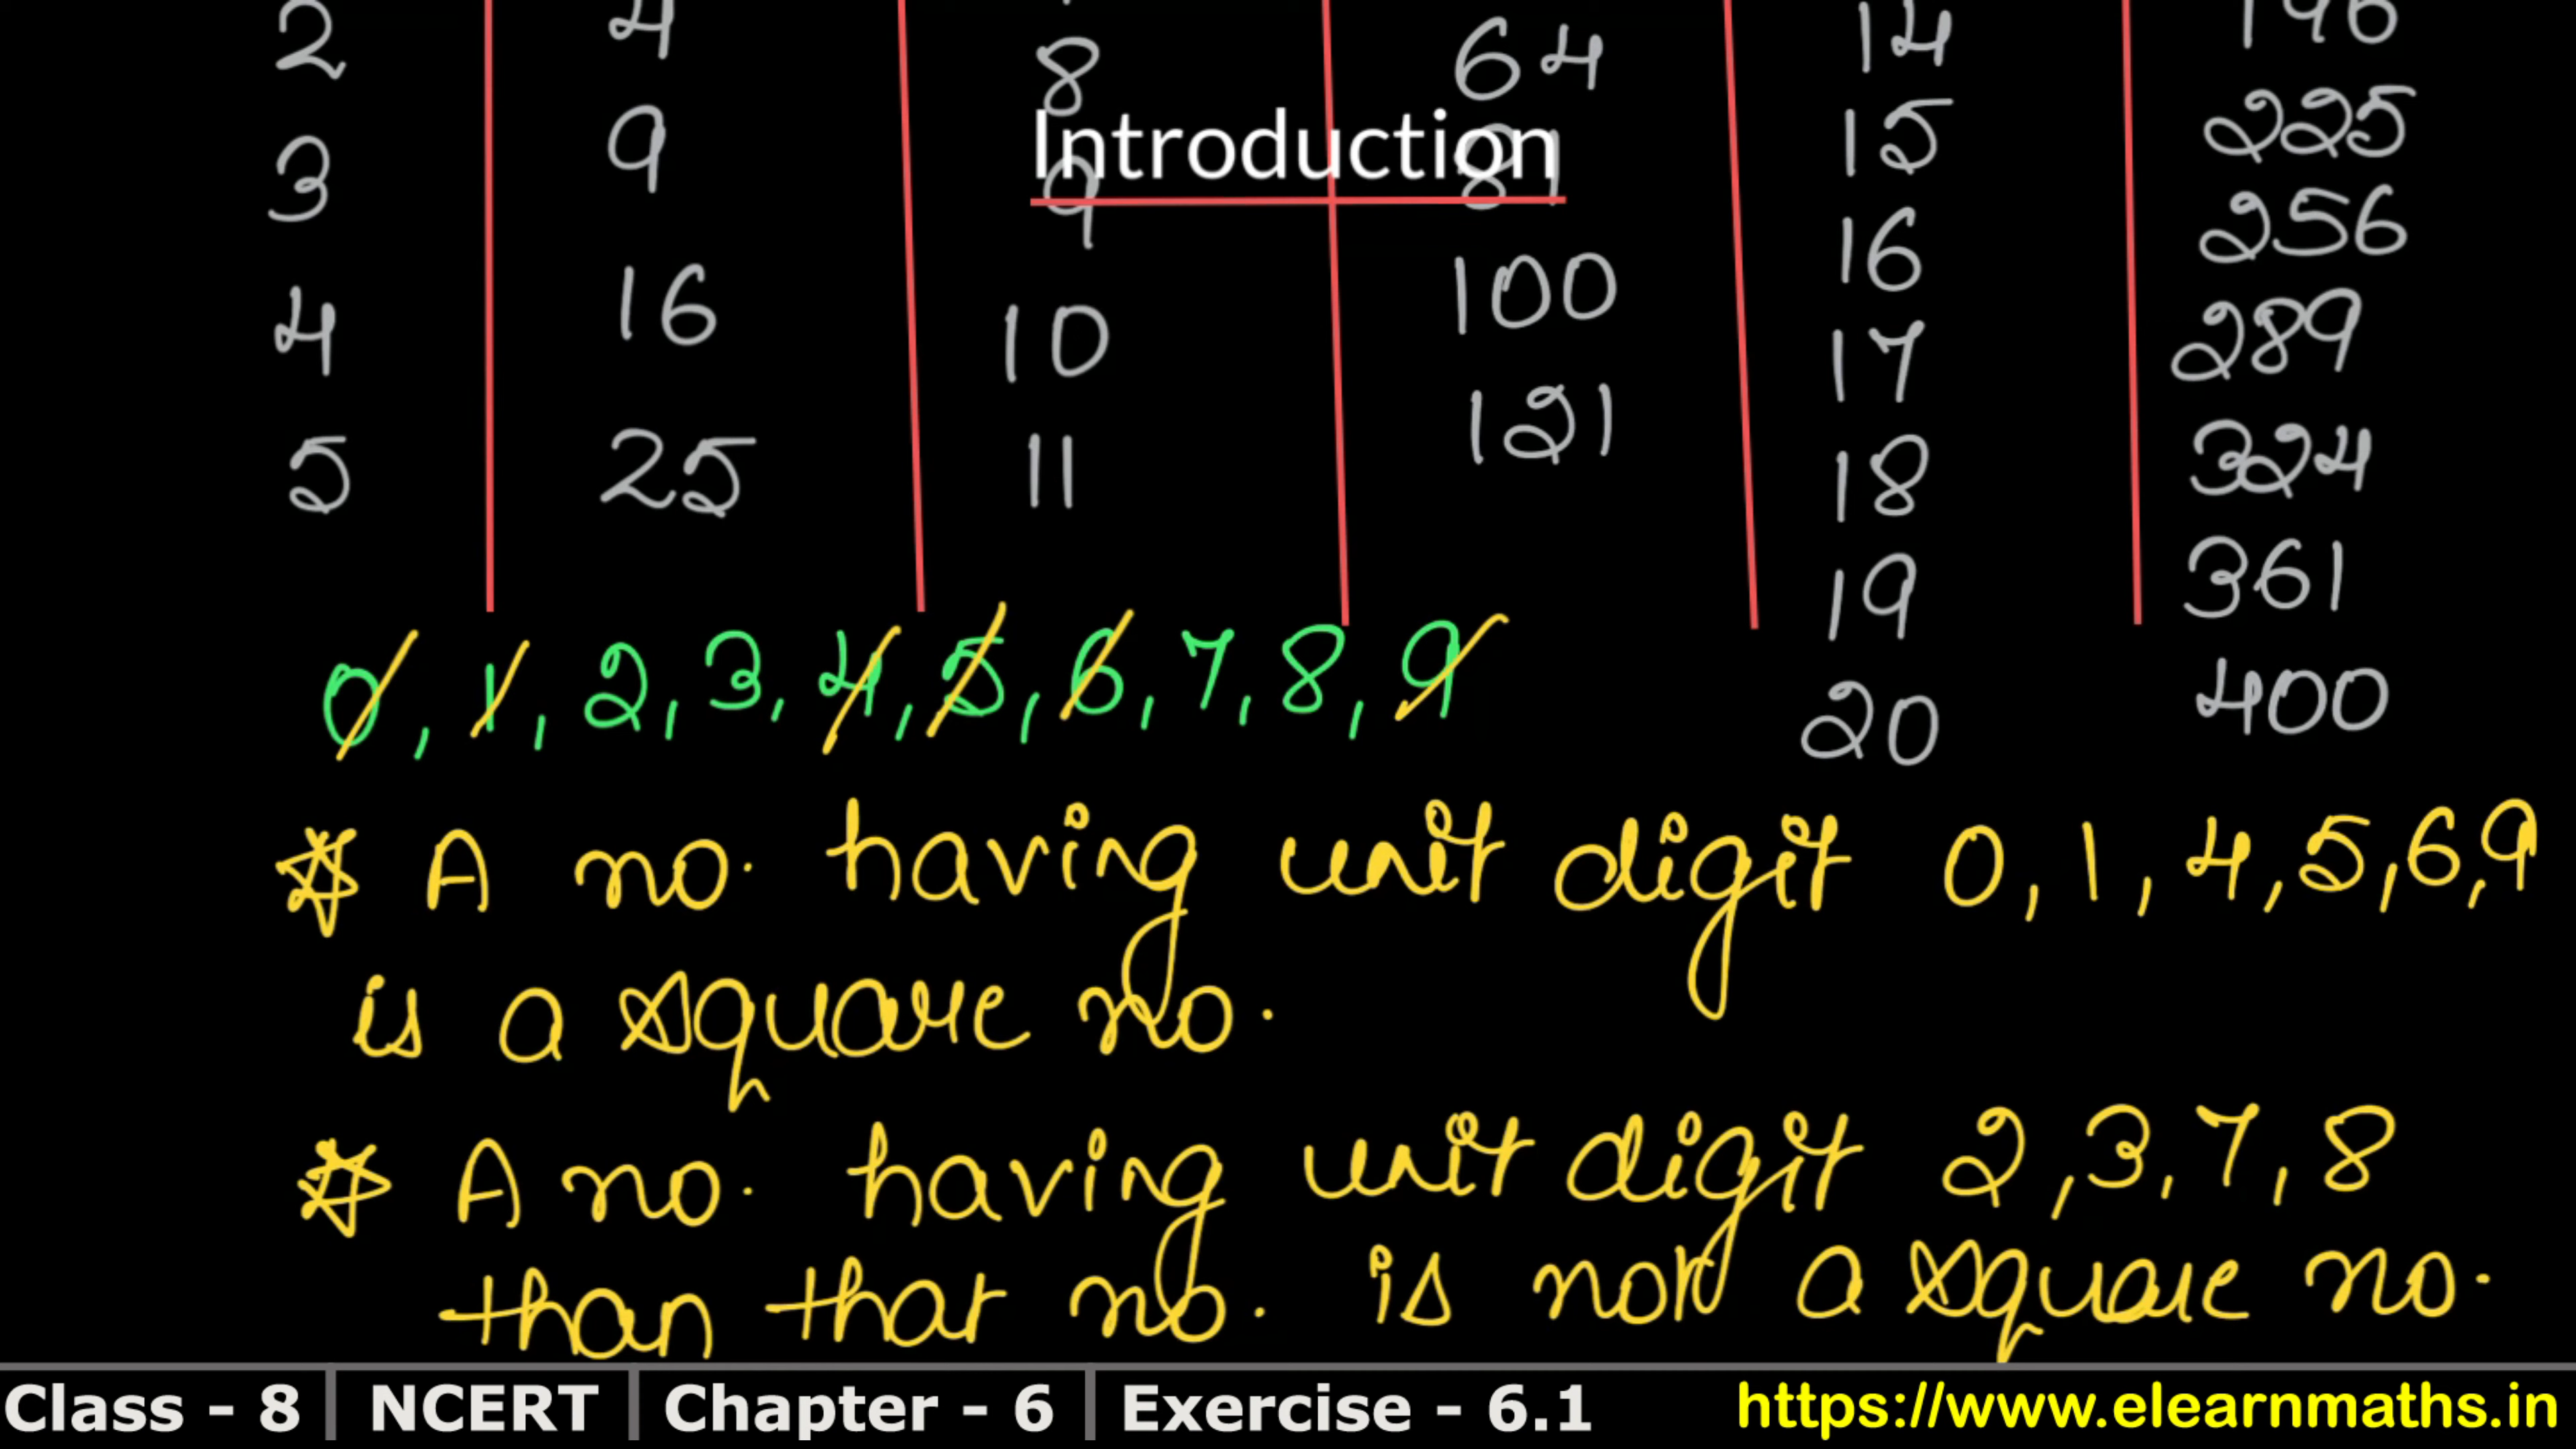 2 4 8 64 14 196
Introduction
3 9 9 81 15 225
4 16 10 100 16 256
17 289
5 25 11 121 18 324
19 361
0, 1, 2, 3, 4, 5, 6, 7, 8, 9
20 400
☆ A no. having unit digit 0, 1, 4, 5, 6, 9
is a square no.
☆ A no. having unit digit 2, 3, 7, 8
than that no. is not a square no.
Class - 8 | NCERT | Chapter - 6 | Exercise - 6.1 https://www.elearnmaths.in